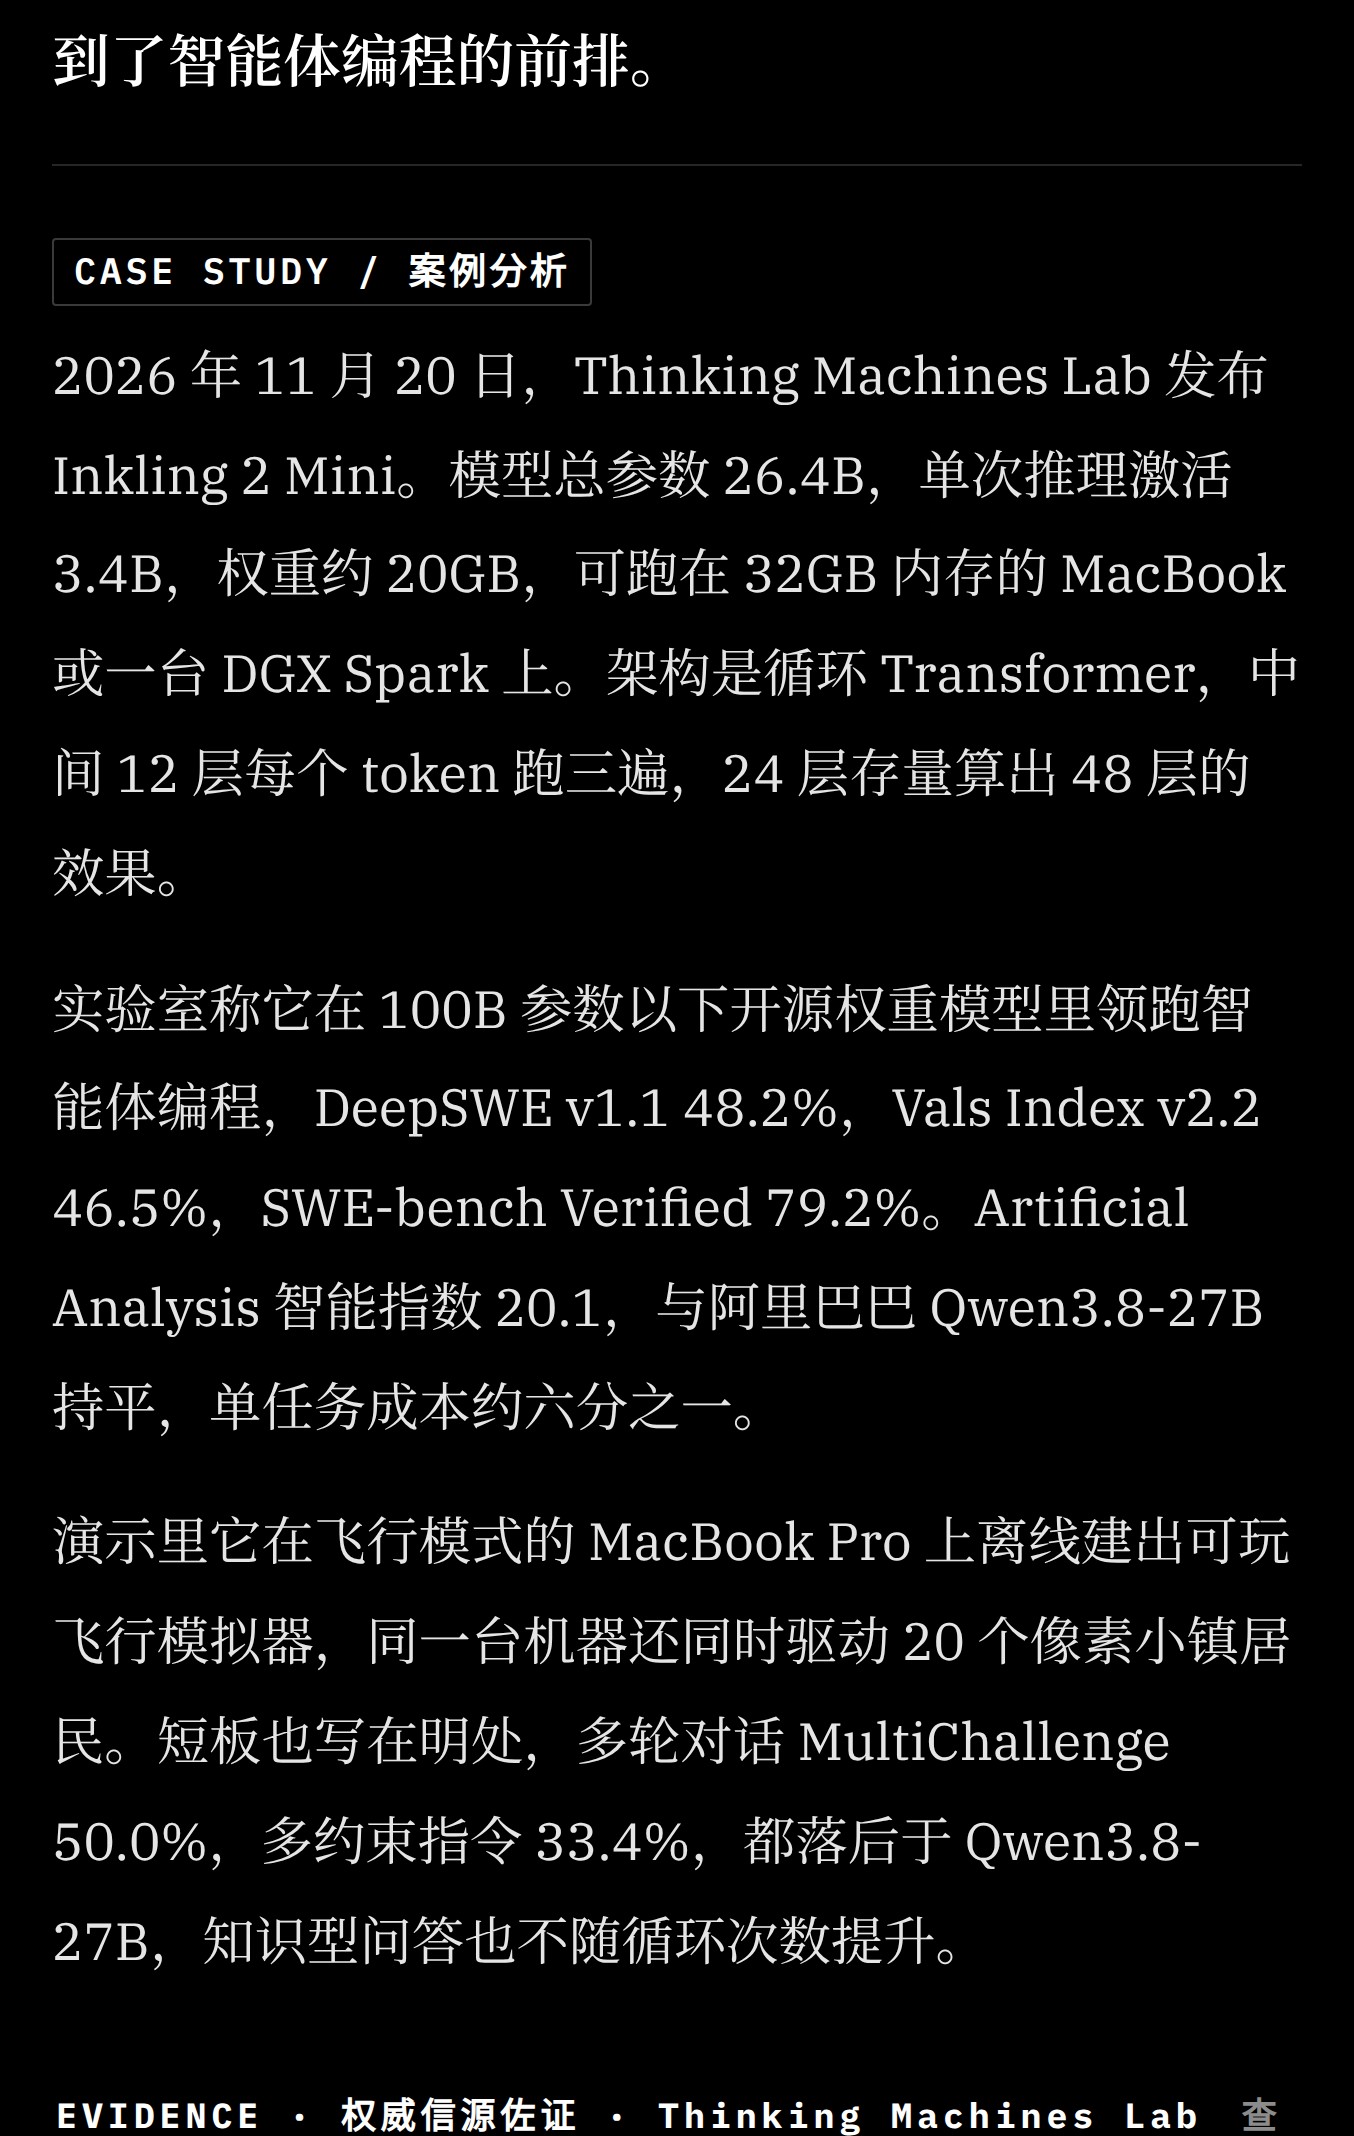 到了智能体编程的前排。
CASE STUDY / 案例分析
2026 年 11 月 20 日，Thinking Machines Lab 发布
Inkling 2 Mini。模型总参数 26.4B，单次推理激活
3.4B，权重约 20GB，可跑在 32GB 内存的 MacBook
或一台 DGX Spark 上。架构是循环 Transformer，中
间 12 层每个 token 跑三遍，24 层存量算出 48 层的
效果。
实验室称它在 100B 参数以下开源权重模型里领跑智
能体编程，DeepSWE v1.1 48.2%，Vals Index v2.2
46.5%，SWE-bench Verified 79.2%。Artificial
Analysis 智能指数 20.1，与阿里巴巴 Qwen3.8-27B
持平，单任务成本约六分之一。
演示里它在飞行模式的 MacBook Pro 上离线建出可玩
飞行模拟器，同一台机器还同时驱动 20 个像素小镇居
民。短板也写在明处，多轮对话 MultiChallenge
50.0%，多约束指令 33.4%，都落后于 Qwen3.8-
27B，知识型问答也不随循环次数提升。
EVIDENCE · 权威信源佐证 · Thinking Machines Lab 查